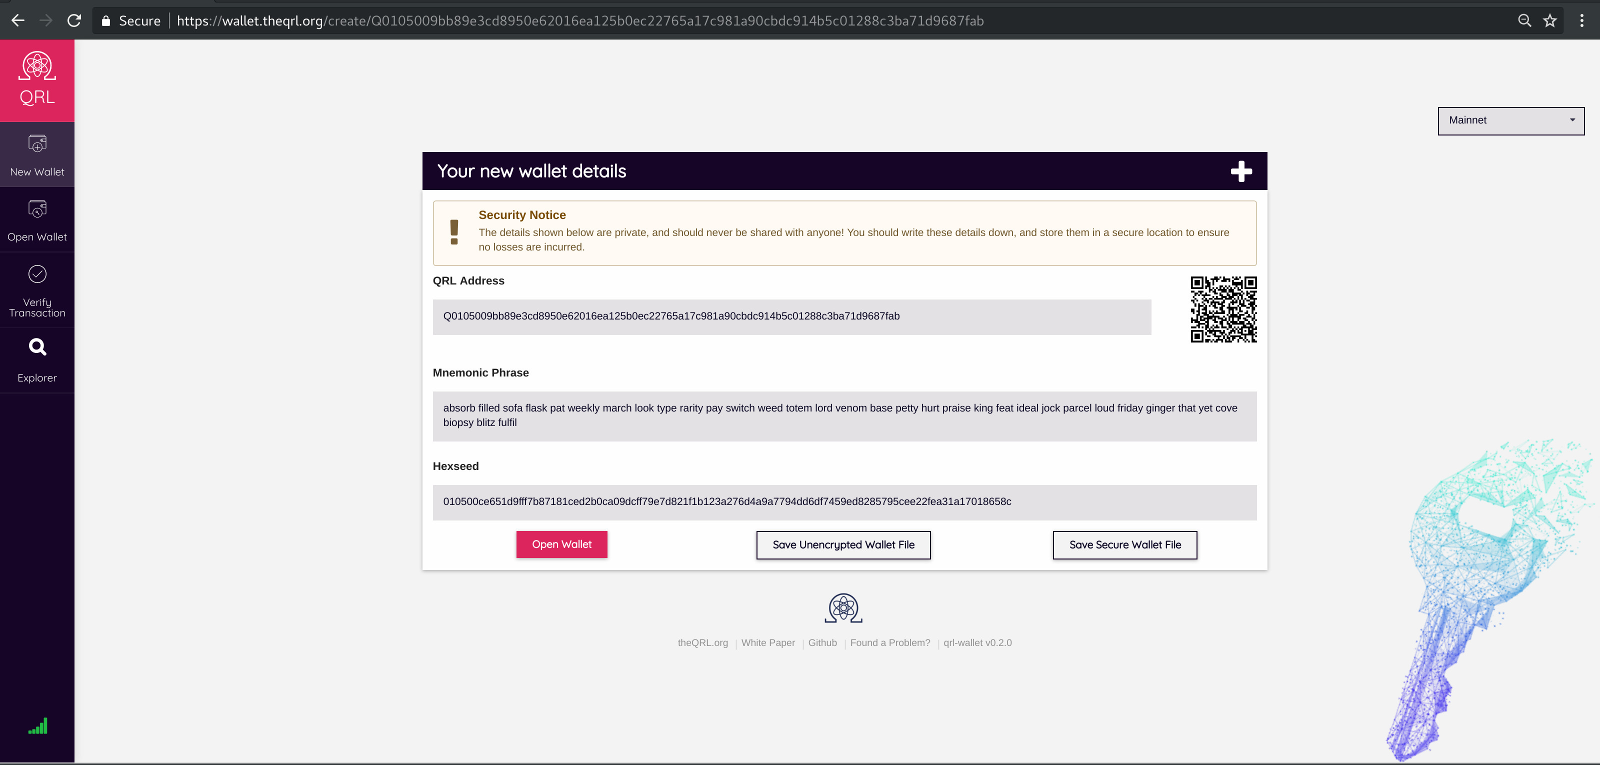 Secure https://wallet.theqrl.org/create/Q0105009bb89e3cd8950e62016ea125b0ec22765a17c981a90cbdc914b5c01288c3ba71d9687fab
QRL
New Wallet
Open Wallet
Verify
Transaction
Explorer
Mainnet
Your new wallet details
Security Notice
The details shown below are private, and should never be shared with anyone! You should write these details down, and store them in a secure location to ensure
no losses are incurred.
QRL Address
Q0105009bb89e3cd8950e62016ea125b0ec22765a17c981a90cbdc914b5c01288c3ba71d9687fab
Mnemonic Phrase
absorb filled sofa flask pat weekly march look type rarity pay switch weed totem lord venom base petty hurt praise king feat ideal jock parcel loud friday ginger that yet cove
biopsy blitz fulfil
Hexseed
010500ce651d9fff7b87181ced2b0ca09dcff79e7d821f1b123a276d4a9a7794dd6df7459ed8285795cee22fea31a17018658c
Open Wallet
Save Unencrypted Wallet File
Save Secure Wallet File
theQRL.org | White Paper | Github | Found a Problem? | qrl-wallet v0.2.0